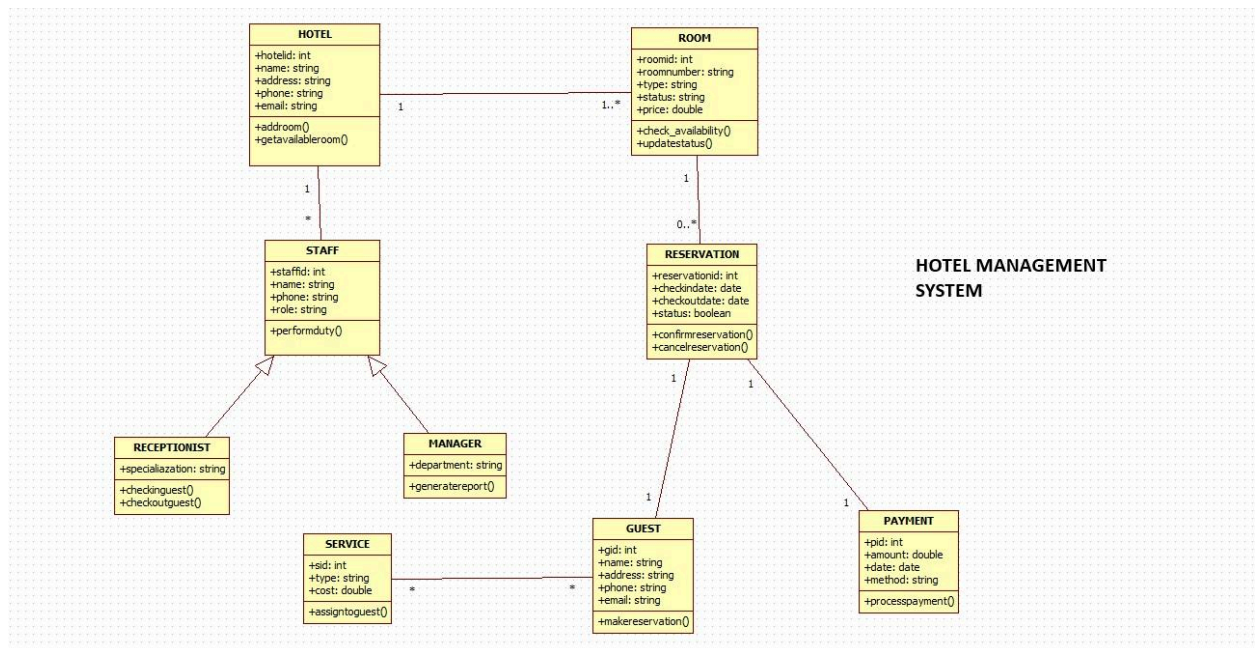 HOTEL
+hotelid: int
+name: string
+address: string
+phone: string
+email: string
+addroom()
+getavailableroom()
1
1..*
ROOM
+roomid: int
+roomnumber: string
+type: string
+status: string
+price: double
+check_availability()
+updatestatus()
1
*
1
0..*
STAFF
+staffid: int
+name: string
+phone: string
+role: string
+performduty()
RESERVATION
+reservationid: int
+checkindate: date
+checkoutdate: date
+status: boolean
+confirmreservation()
+cancelreservation()
HOTEL MANAGEMENT
SYSTEM
1
1
1
1
RECEPTIONIST
+specialiazation: string
+checkinguest()
+checkoutguest()
MANAGER
+department: string
+generatereport()
SERVICE
+sid: int
+type: string
+cost: double
+assigntoguest()
*
*
GUEST
+gid: int
+name: string
+address: string
+phone: string
+email: string
+makereservation()
PAYMENT
+pid: int
+amount: double
+date: date
+method: string
+processpayment()